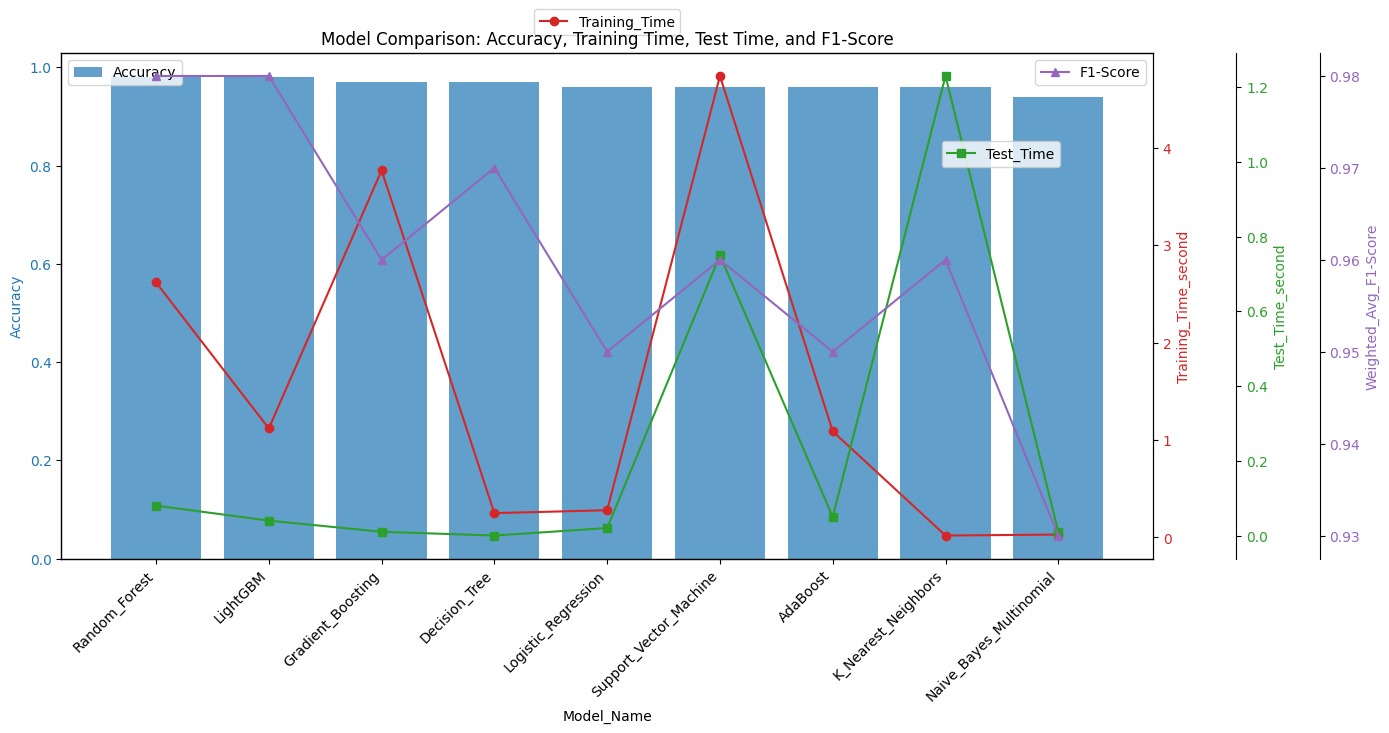 Training_Time
Model Comparison: Accuracy, Training Time, Test Time, and F1-Score
Accuracy
F1-Score
Test_Time
1.0
0.8
0.6
0.4
0.2
0.0
Accuracy
4
3
2
1
0
Training_Time_second
1.2
1.0
0.8
0.6
0.4
0.2
0.0
Test_Time_second
0.98
0.97
0.96
0.95
0.94
0.93
Weighted_Avg_F1-Score
Random_Forest
LightGBM
Gradient_Boosting
Decision_Tree
Logistic_Regression
Support_Vector_Machine
AdaBoost
K_Nearest_Neighbors
Naive_Bayes_Multinomial
Model_Name